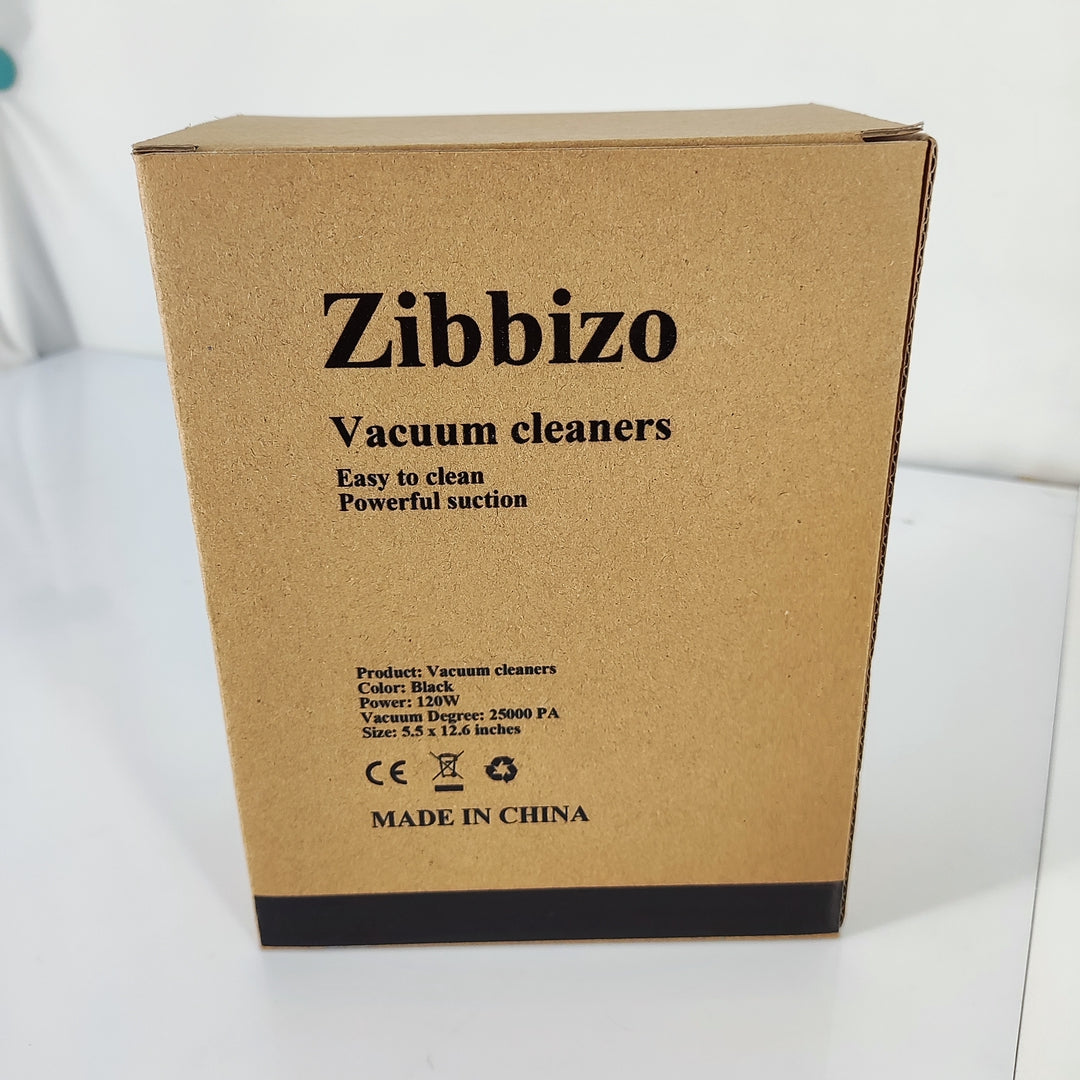 Zibbizo
Vacuum cleaners
Easy to clean
Powerful suction
Product: Vacuum cleaners
Color: Black
Power: 120W
Vacuum Degree: 25000 PA
Size: 5.5 x 12.6 inches
CE
MADE IN CHINA